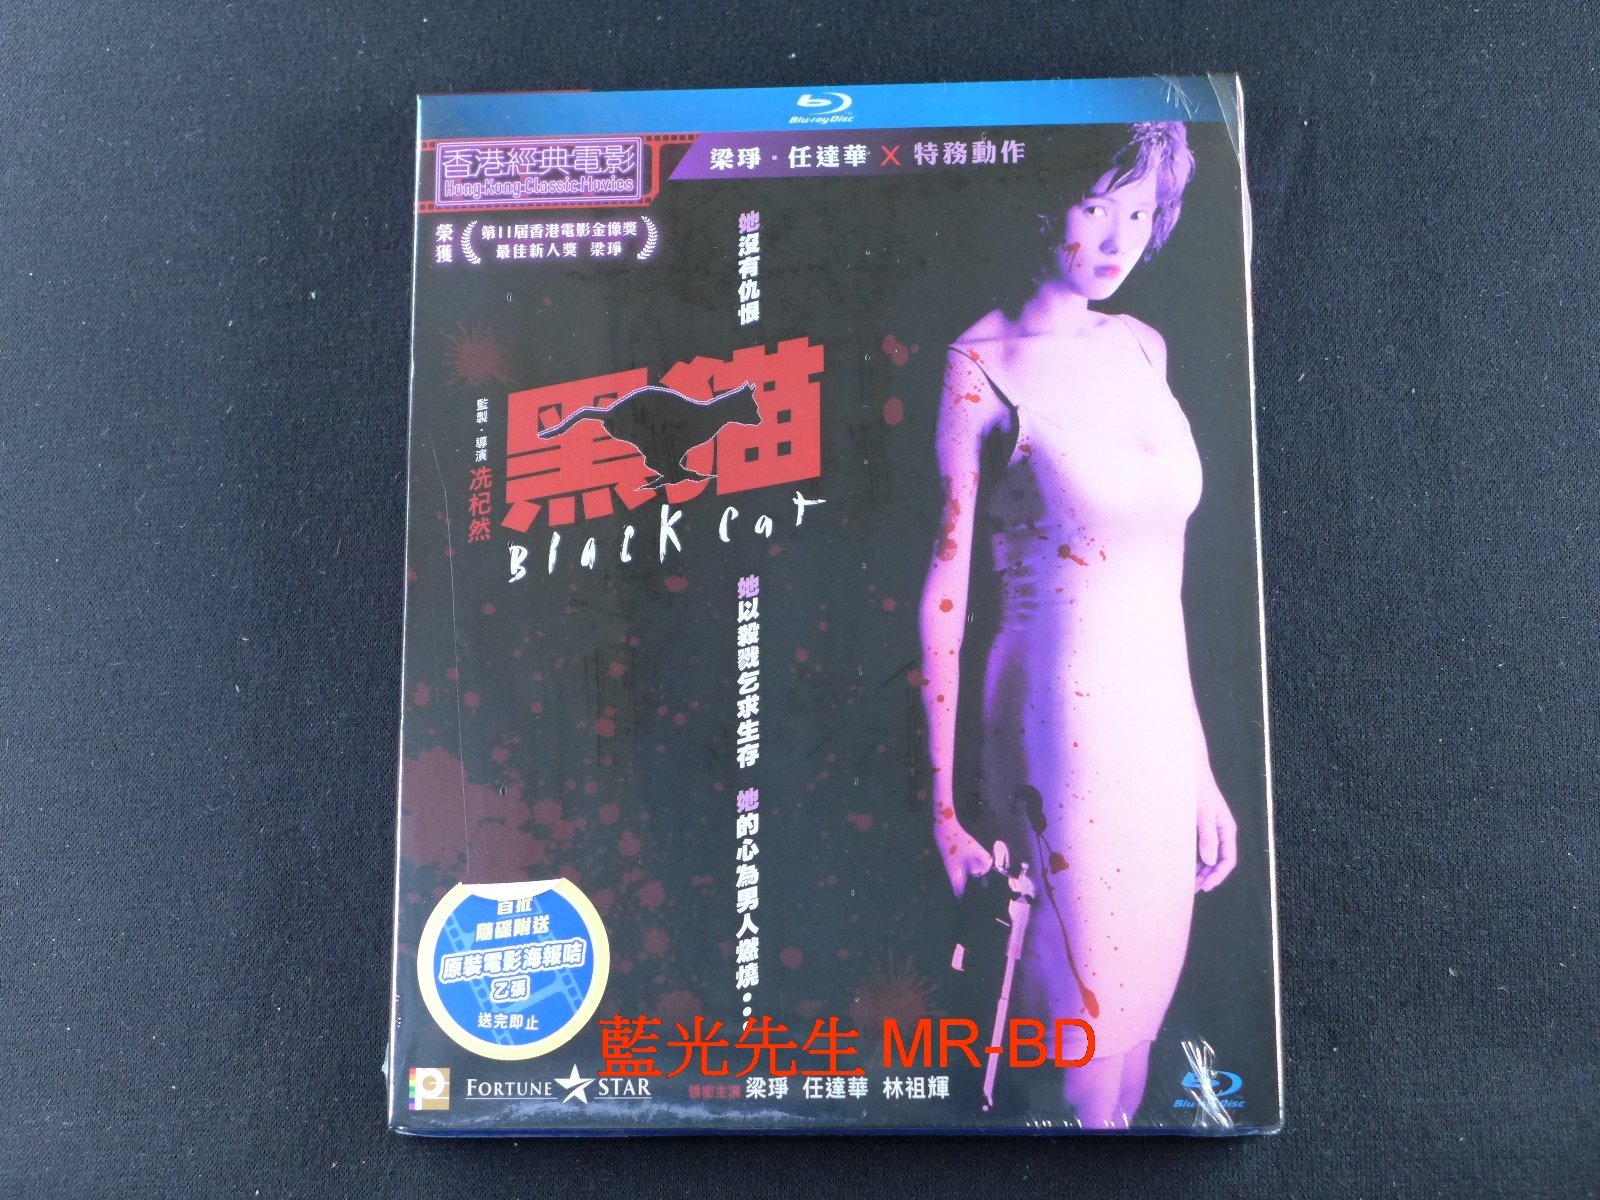 Blu-ray Disc
香港經典電影
Hong Kong Classic Movies
梁琤・任達華 X 特務動作
榮獲
第11屆香港電影金像獎
最佳新人獎 梁琤
她沒有仇恨
黑猫
Black Cat
監製・導演 冼杞然
她以殺戮乞求生存 她的心為男人燃燒...
首批
隨碟附送
原裝電影海報咭
乙張
送完即止
藍光先生 MR-BD
FORTUNE STAR
領銜主演 梁琤 任達華 林祖輝
Blu-ray Disc